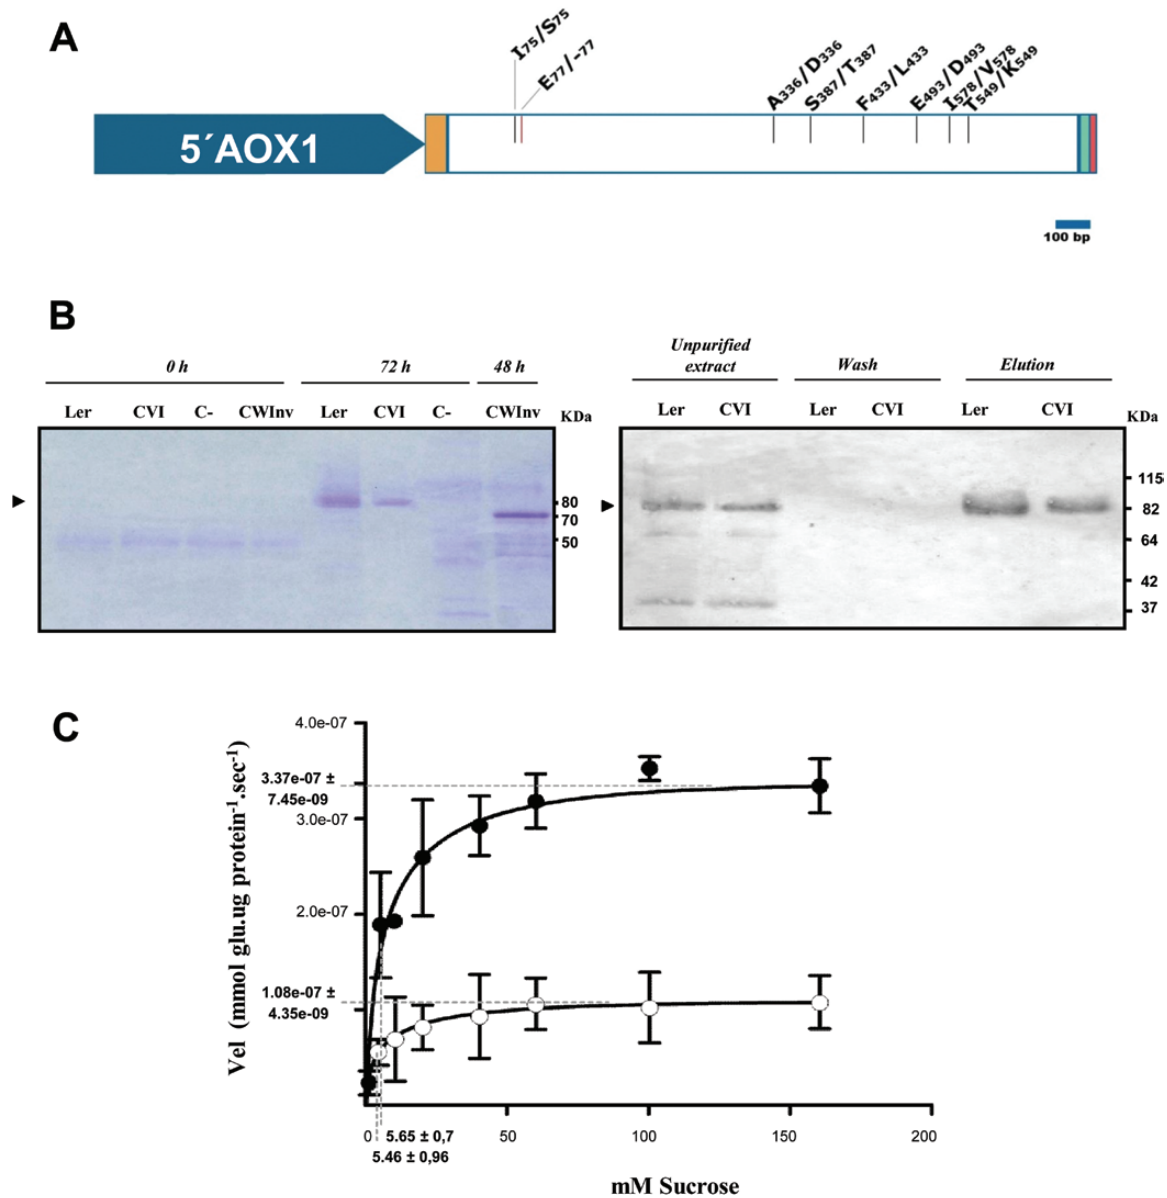 A
I75/S75
E77/-77
A336/D336
S387/T387
F433/L433
E493/D493
I578/V578
T549/K549
5´AOX1
100 bp
B
0 h
72 h
48 h
Ler CVI C- CWInv Ler CVI C- CWInv KDa
80
70
50
Unpurified
extract
Wash
Elution
Ler CVI Ler CVI Ler CVI KDa
115
82
64
42
37
C
Vel (mmol glu.ug protein-1.sec-1)
4.0e-07
3.37e-07 ±
7.45e-09
3.0e-07
2.0e-07
1.08e-07 ±
4.35e-09
0 50 100 150 200
5.65 ± 0,7
5.46 ± 0,96
mM Sucrose